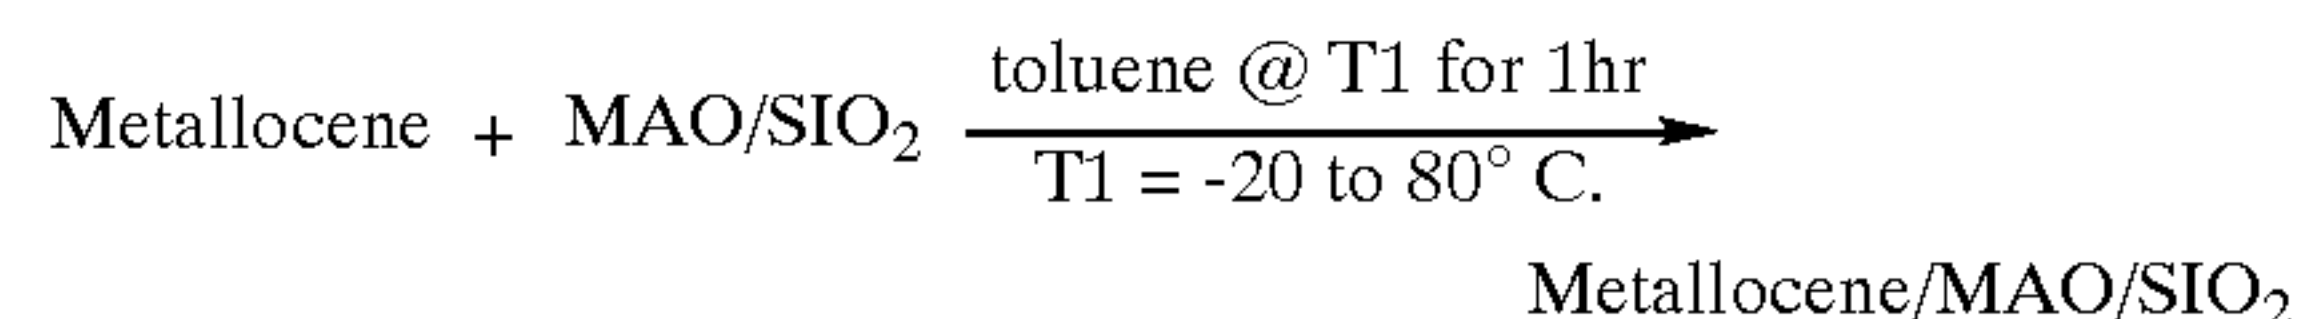 toluene @ T1 for 1hr
Metallocene + MAO/SIO₂
T1 = -20 to 80° C.
Metallocene/MAO/SIO₂